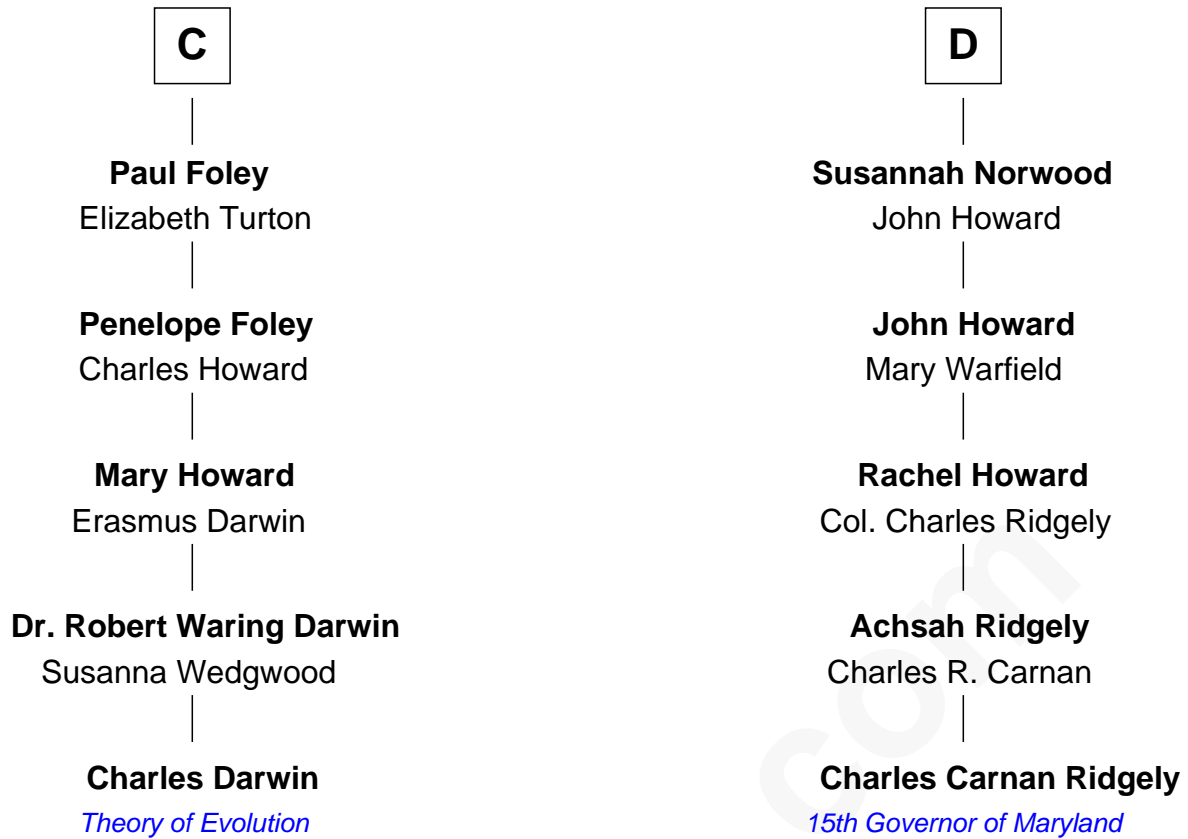 C
Paul Foley
Elizabeth Turton
Penelope Foley
Charles Howard
Mary Howard
Erasmus Darwin
Dr. Robert Waring Darwin
Susanna Wedgwood
Charles Darwin
Theory of Evolution
D
Susannah Norwood
John Howard
John Howard
Mary Warfield
Rachel Howard
Col. Charles Ridgely
Achsah Ridgely
Charles R. Carnan
Charles Carnan Ridgely
15th Governor of Maryland
com